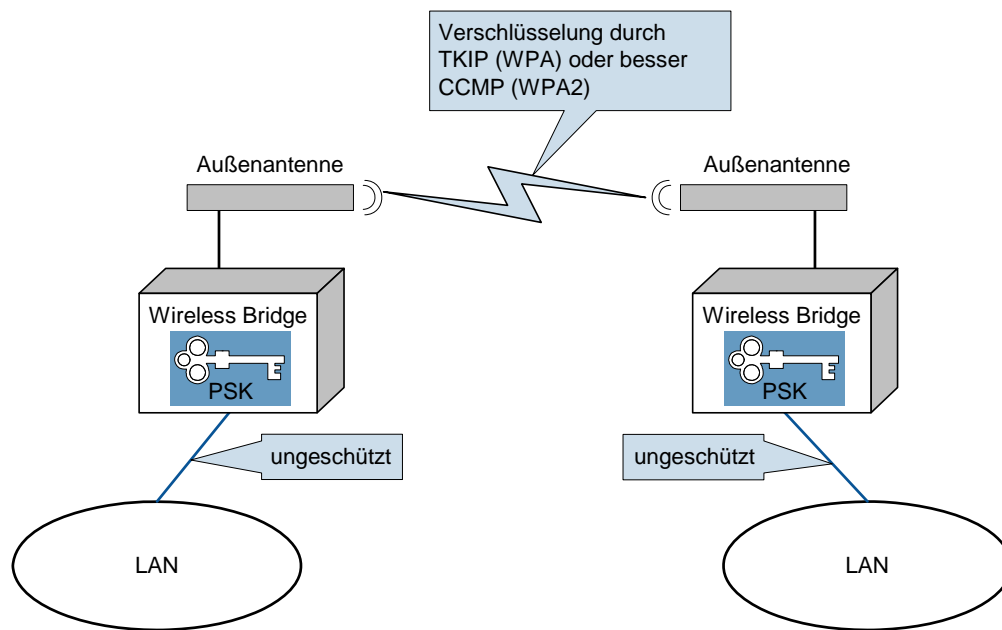 Verschlüsselung durch
TKIP (WPA) oder besser
CCMP (WPA2)
Außenantenne
Außenantenne
Wireless Bridge
PSK
Wireless Bridge
PSK
ungeschützt
ungeschützt
LAN
LAN